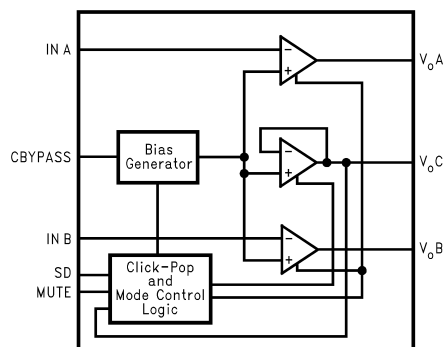 IN A
VoA
Bias
Generator
CBYPASS
VoC
IN B
VoB
SD
MUTE
Click-Pop
and
Mode Control
Logic
−
+
−
+
−
+